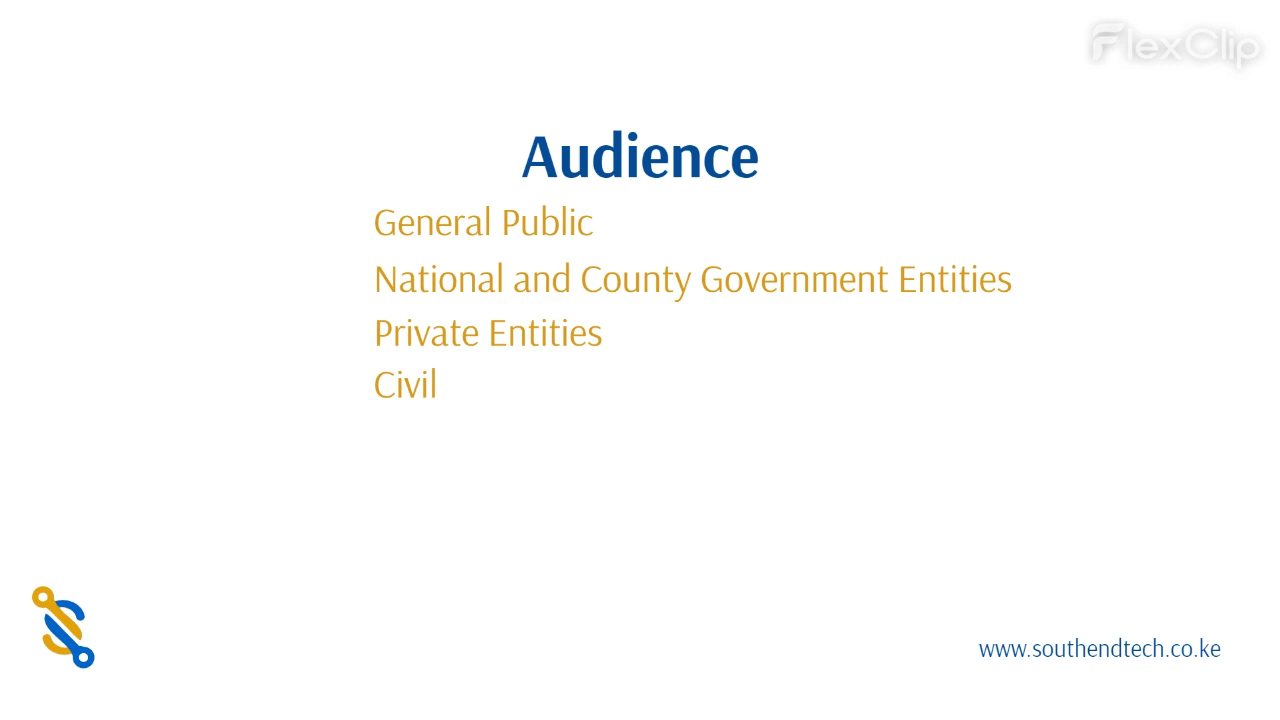 FlexClip
Audience
General Public
National and County Government Entities
Private Entities
Civil
www.southendtech.co.ke